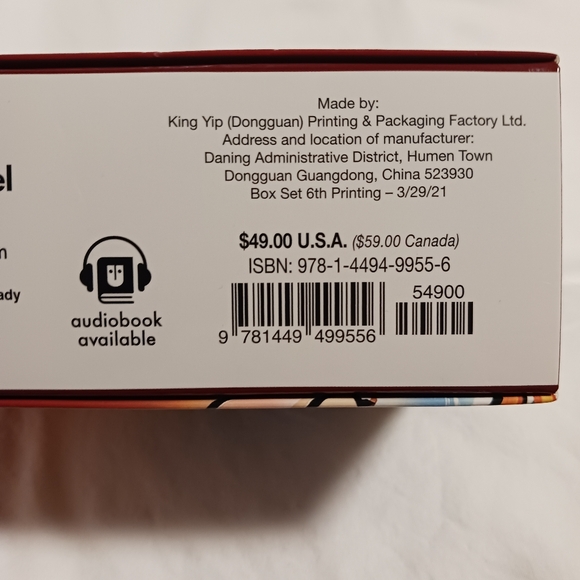 Made by:
King Yip (Dongguan) Printing & Packaging Factory Ltd.
Address and location of manufacturer:
Daning Administrative District, Humen Town
Dongguan Guangdong, China 523930
Box Set 6th Printing – 3/29/21
el
m
ady
audiobook
available
$49.00 U.S.A. ($59.00 Canada)
ISBN: 978-1-4494-9955-6
54900
9 781449 499556